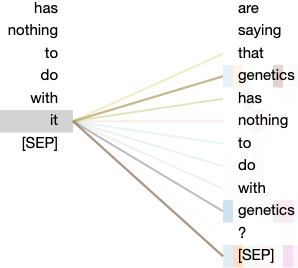 has
nothing
to
do
with
it
[SEP]
are
saying
that
genetics
has
nothing
to
do
with
genetics
?
[SEP]